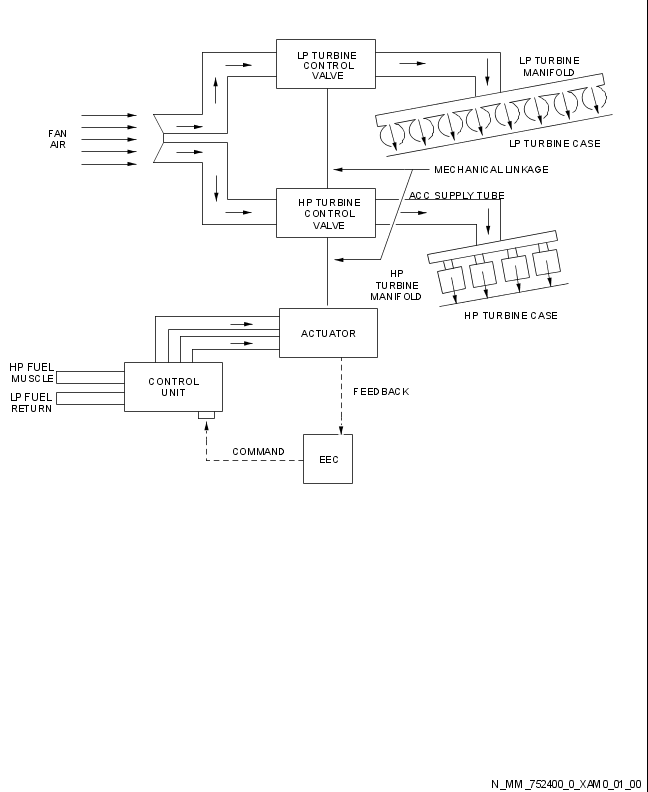 LP TURBINE
CONTROL
VALVE
LP TURBINE
MANIFOLD
FAN
AIR
LP TURBINE CASE
MECHANICAL LINKAGE
HP TURBINE
CONTROL
VALVE
ACC SUPPLY TUBE
HP
TURBINE
MANIFOLD
HP TURBINE CASE
ACTUATOR
HP FUEL
MUSCLE
LP FUEL
RETURN
CONTROL
UNIT
FEEDBACK
COMMAND
EEC
N_MM_752400_0_XAM0_01_00